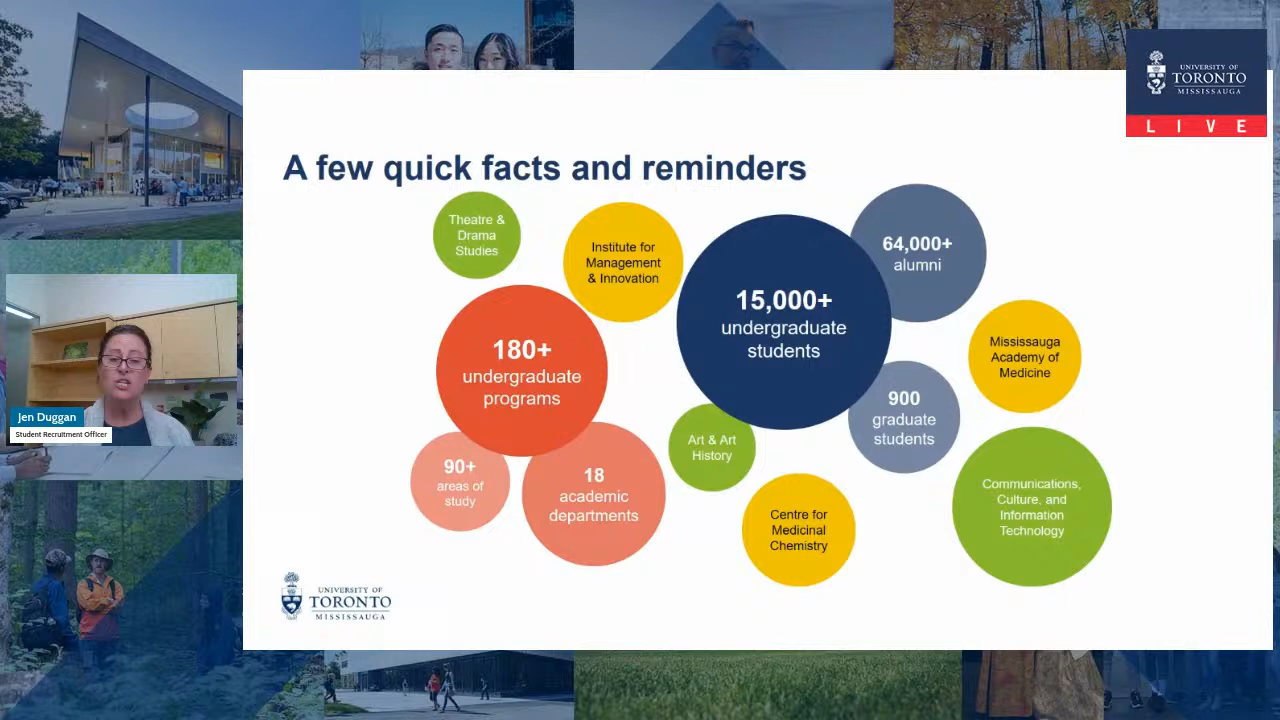 UNIVERSITY OF
TORONTO
MISSISSAUGA
LIVE
A few quick facts and reminders
Theatre &
Drama
Studies
Institute for
Management
& Innovation
15,000+
undergraduate
students
64,000+
alumni
180+
undergraduate
programs
Mississauga
Academy of
Medicine
900
graduate
students
Art & Art
History
90+
areas of
study
18
academic
departments
Centre for
Medicinal
Chemistry
Communications,
Culture, and
Information
Technology
Jen Duggan
Student Recruitment Officer
UNIVERSITY OF
TORONTO
MISSISSAUGA